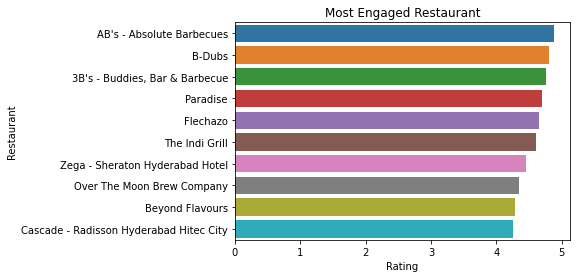 Most Engaged Restaurant
Restaurant
AB's - Absolute Barbecues
B-Dubs
3B's - Buddies, Bar & Barbecue
Paradise
Flechazo
The Indi Grill
Zega - Sheraton Hyderabad Hotel
Over The Moon Brew Company
Beyond Flavours
Cascade - Radisson Hyderabad Hitec City
0 1 2 3 4 5
Rating